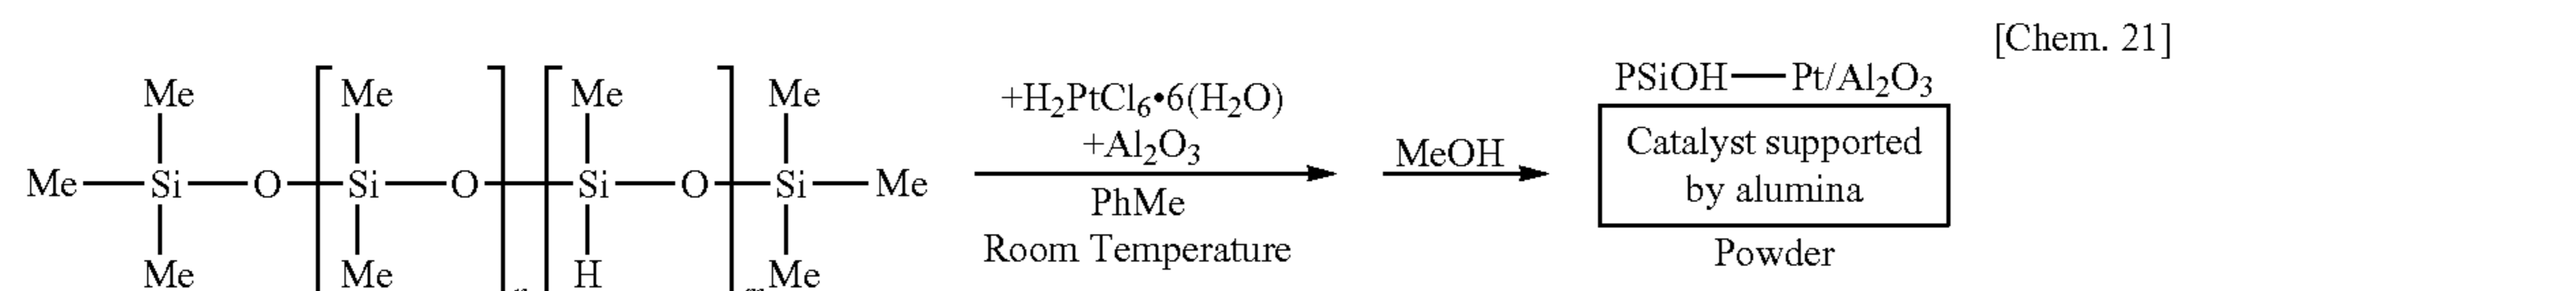 [Chem. 21]
Me Me Me Me
Me Si O Si O Si O Si Me
Me Me H Me
+H₂PtCl₆•6(H₂O)
+Al₂O₃
PhMe
Room Temperature
MeOH
PSiOH—Pt/Al₂O₃
Catalyst supported
by alumina
Powder